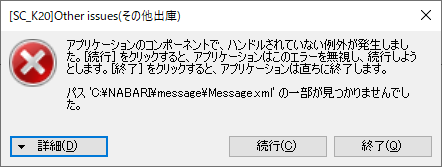 [SC_K20]Other issues(その他出庫)
アプリケーションのコンポーネントで、ハンドルされていない例外が発生しまし
た。[続行] をクリックすると、アプリケーションはこのエラーを無視し、続行しよう
とします。[終了] をクリックすると、アプリケーションは直ちに終了します。
パス 'C:¥NABARI¥message¥Message.xml' の一部が見つかりませんでし
た。
詳細(D)
続行(C)
終了(Q)